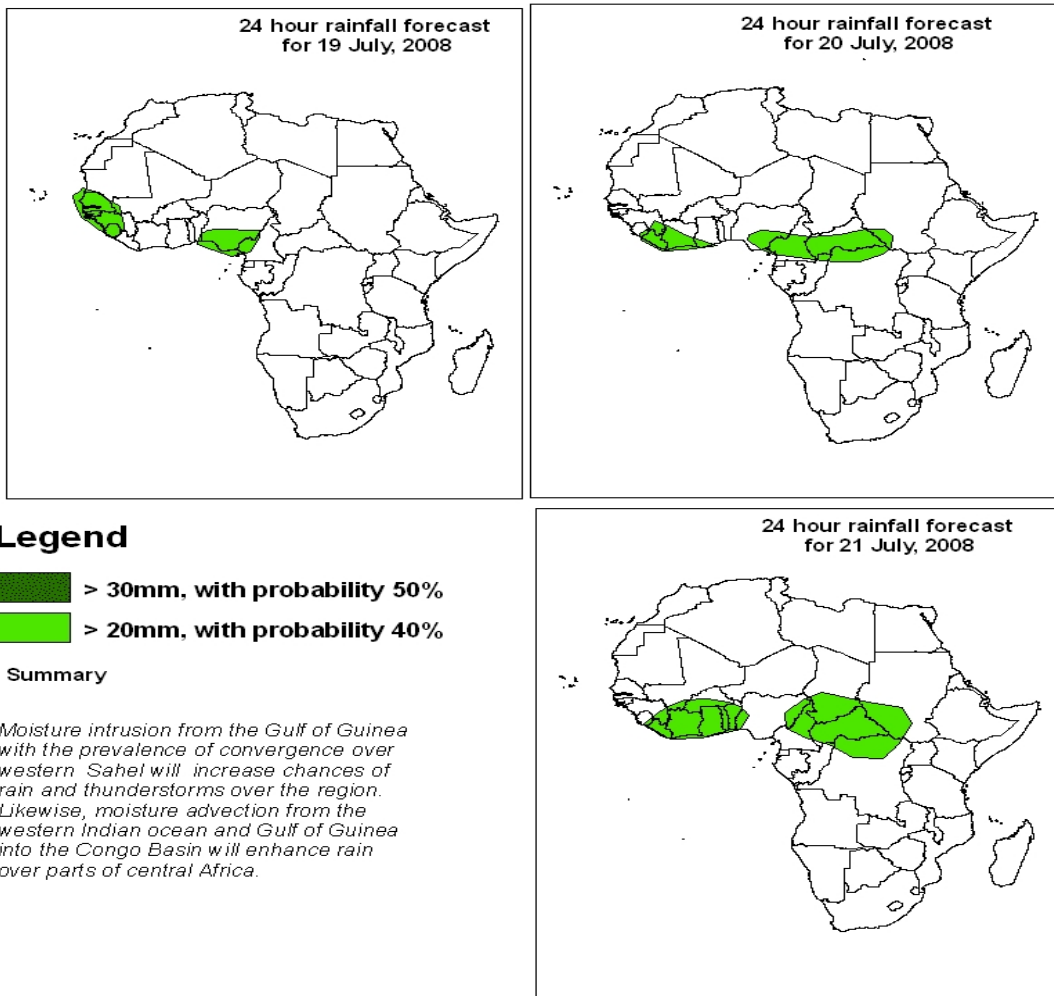 24 hour rainfall forecast
for 19 July, 2008
24 hour rainfall forecast
for 20 July, 2008
Legend
> 30mm, with probability 50%
> 20mm, with probability 40%
Summary
Moisture intrusion from the Gulf of Guinea
with the prevalence of convergence over
western Sahel will increase chances of
rain and thunderstorms over the region.
Likewise, moisture advection from the
western Indian ocean and Gulf of Guinea
into the Congo Basin will enhance rain
over parts of central Africa.
24 hour rainfall forecast
for 21 July, 2008